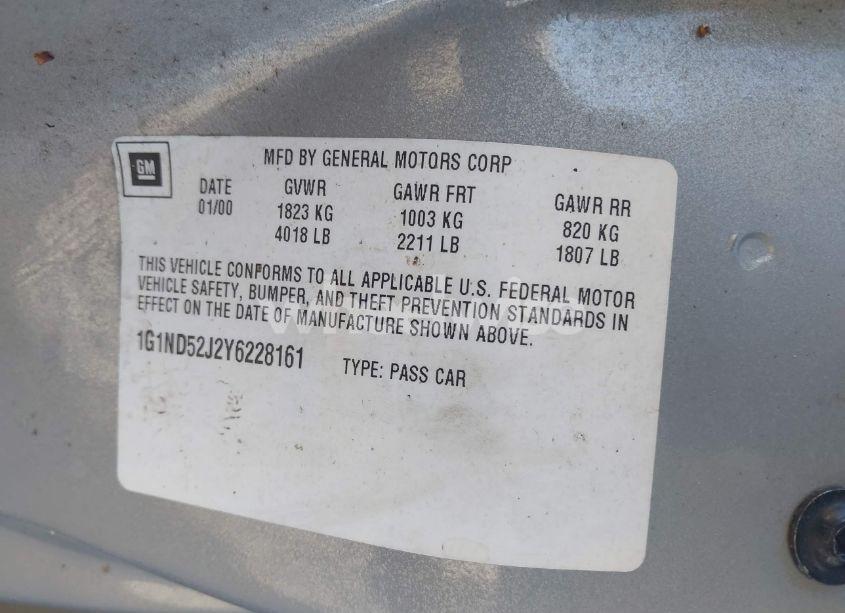 GM
MFD BY GENERAL MOTORS CORP
DATE GVWR GAWR FRT GAWR RR
01/00 1823 KG 1003 KG 820 KG
4018 LB 2211 LB 1807 LB
THIS VEHICLE CONFORMS TO ALL APPLICABLE U.S. FEDERAL MOTOR
VEHICLE SAFETY, BUMPER, AND THEFT PREVENTION STANDARDS IN
EFFECT ON THE DATE OF MANUFACTURE SHOWN ABOVE.
1G1ND52J2Y6228161 TYPE: PASS CAR